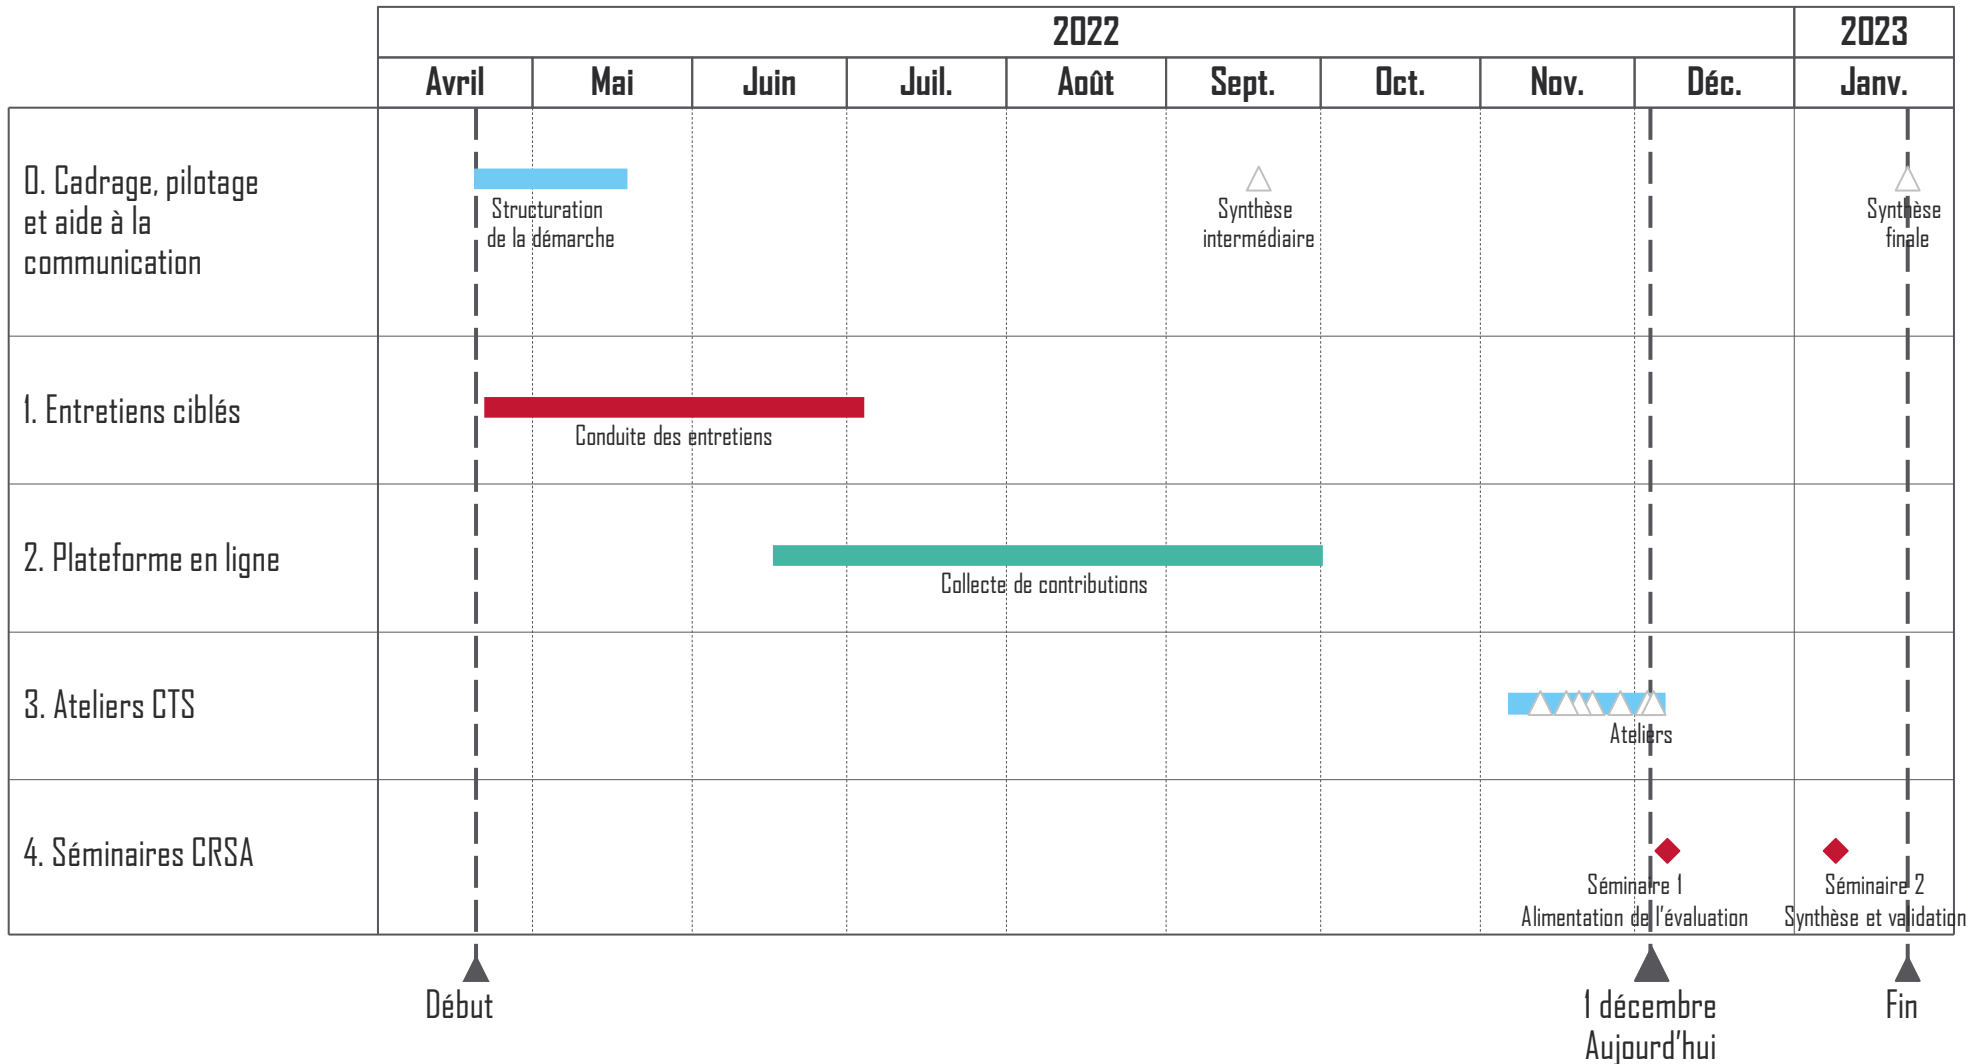 2022
2023
Avril
Mai
Juin
Juil.
Août
Sept.
Oct.
Nov.
Déc.
Janv.
0. Cadrage, pilotage
et aide à la
communication
Structuration
de la démarche
Synthèse
intermédiaire
Synthèse
finale
1. Entretiens ciblés
Conduite des entretiens
2. Plateforme en ligne
Collecte de contributions
3. Ateliers CTS
Ateliers
4. Séminaires CRSA
Séminaire 1
Alimentation de l'évaluation
Séminaire 2
Synthèse et validation
Début
1 décembre
Aujourd'hui
Fin